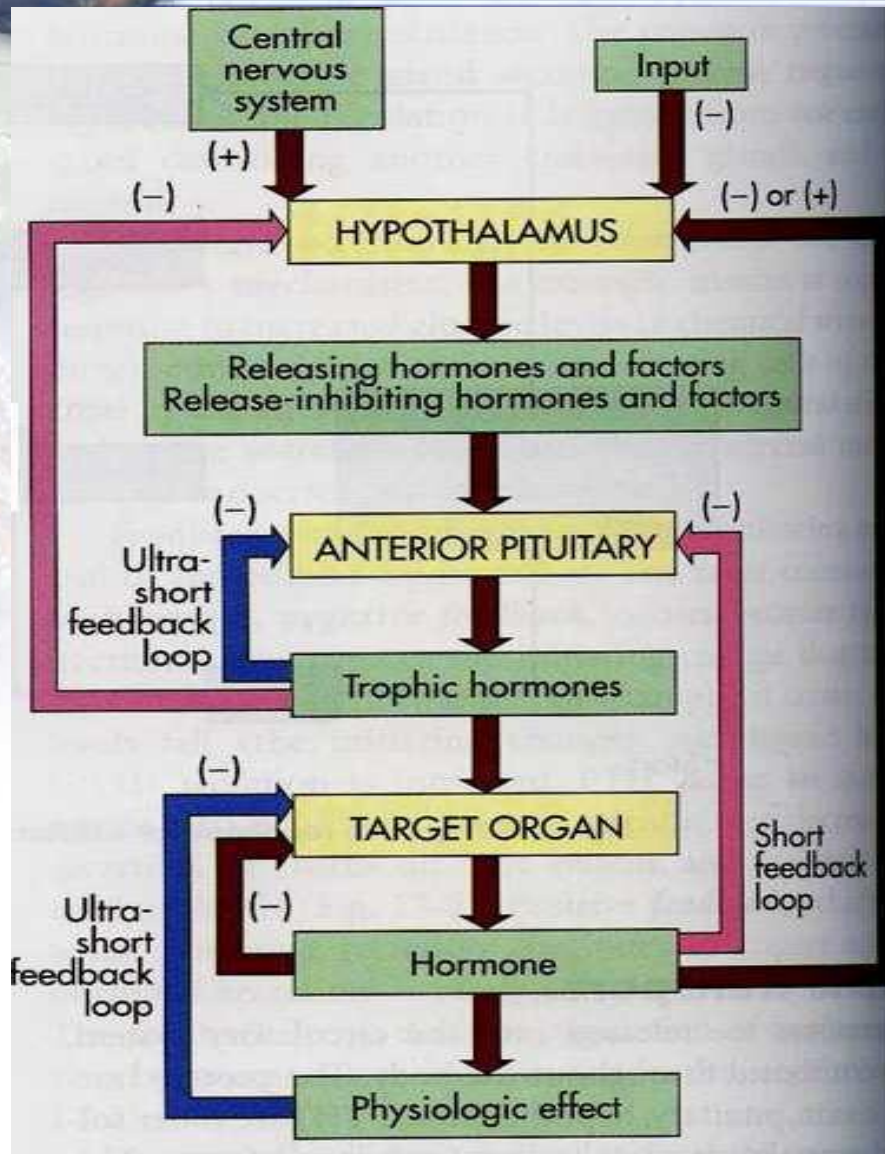 Central
nervous
system
Input
(+)
(-)
(-)
(-) or (+)
HYPOTHALAMUS
Releasing hormones and factors
Release-inhibiting hormones and factors
(-)
(-)
ANTERIOR PITUITARY
Ultra-
short
feedback
loop
Trophic hormones
(-)
TARGET ORGAN
Short
feedback
loop
(-)
Ultra-
short
feedback
loop
Hormone
Physiologic effect